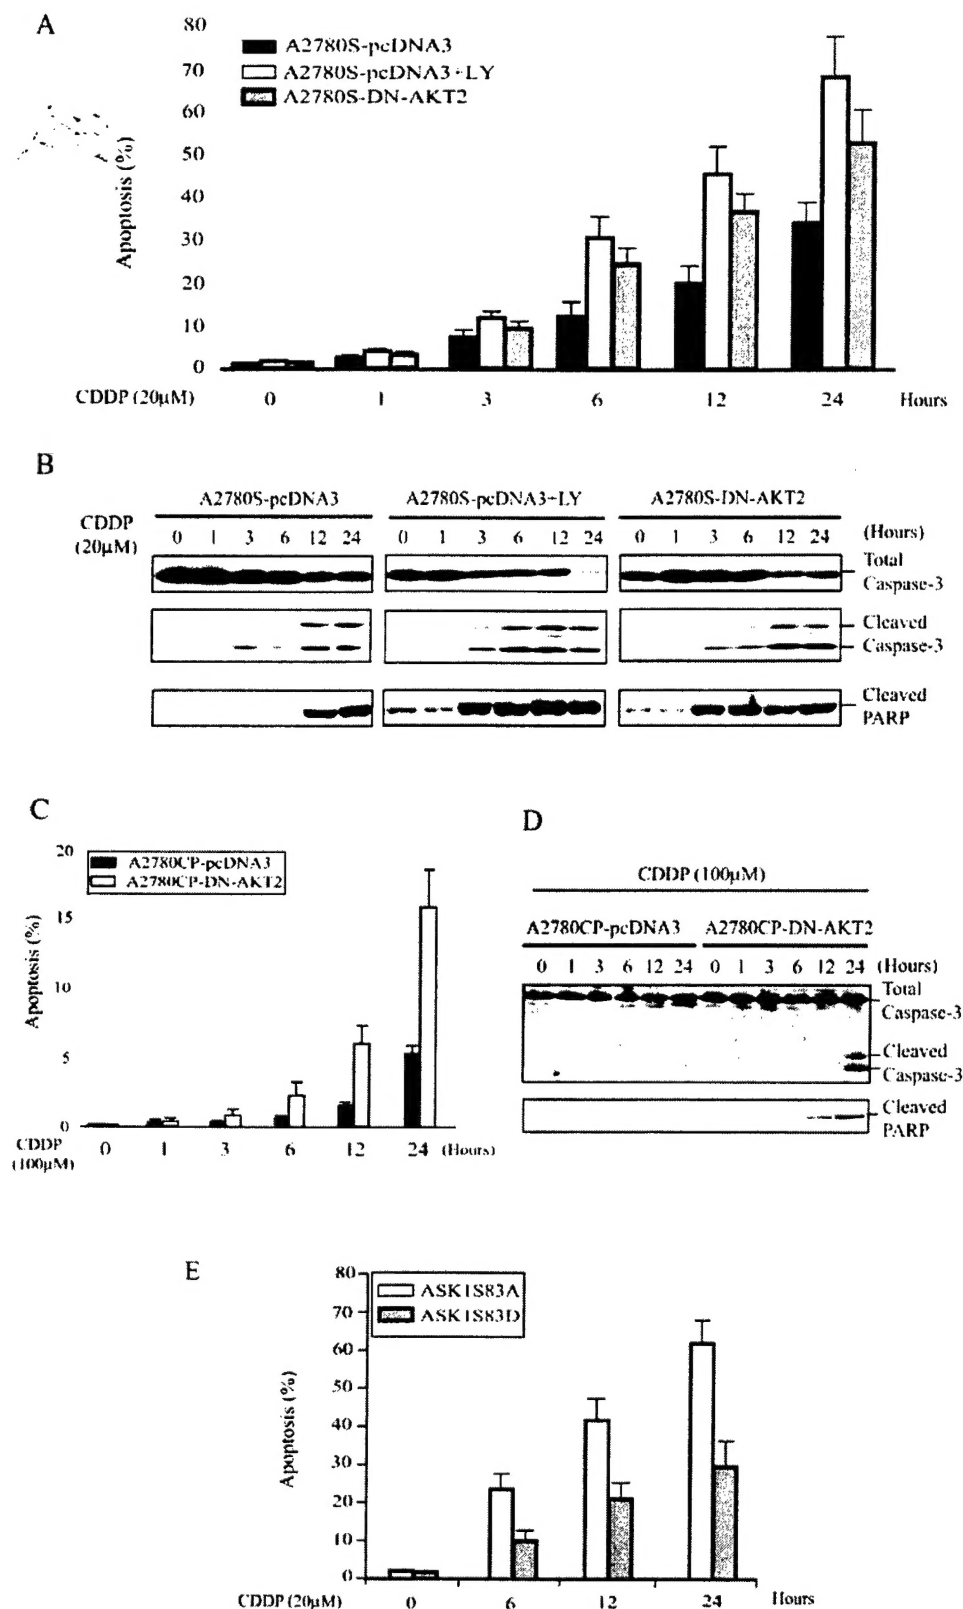 A
80
70
60
50
40
30
20
10
0
Apoptosis (%)
A2780S-pcDNA3
A2780S-pcDNA3+LY
A2780S-DN-AKT2
CDDP (20μM) 0 1 3 6 12 24 Hours
B
A2780S-pcDNA3 A2780S-pcDNA3+LY A2780S-DN-AKT2
CDDP
(20μM)
0 1 3 6 12 24 0 1 3 6 12 24 0 1 3 6 12 24 (Hours)
Total
Caspase-3
Cleaved
Caspase-3
Cleaved
PARP
C
20
15
10
5
0
Apoptosis (%)
A2780CP-pcDNA3
A2780CP-DN-AKT2
CDDP
(100μM)
0 1 3 6 12 24 (Hours)
D
CDDP (100μM)
A2780CP-pcDNA3 A2780CP-DN-AKT2
0 1 3 6 12 24 0 1 3 6 12 24 (Hours)
Total
Caspase-3
Cleaved
Caspase-3
Cleaved
PARP
E
80
70
60
50
40
30
20
10
0
Apoptosis (%)
ASK1S83A
ASK1S83D
CDDP (20μM) 0 6 12 24 Hours